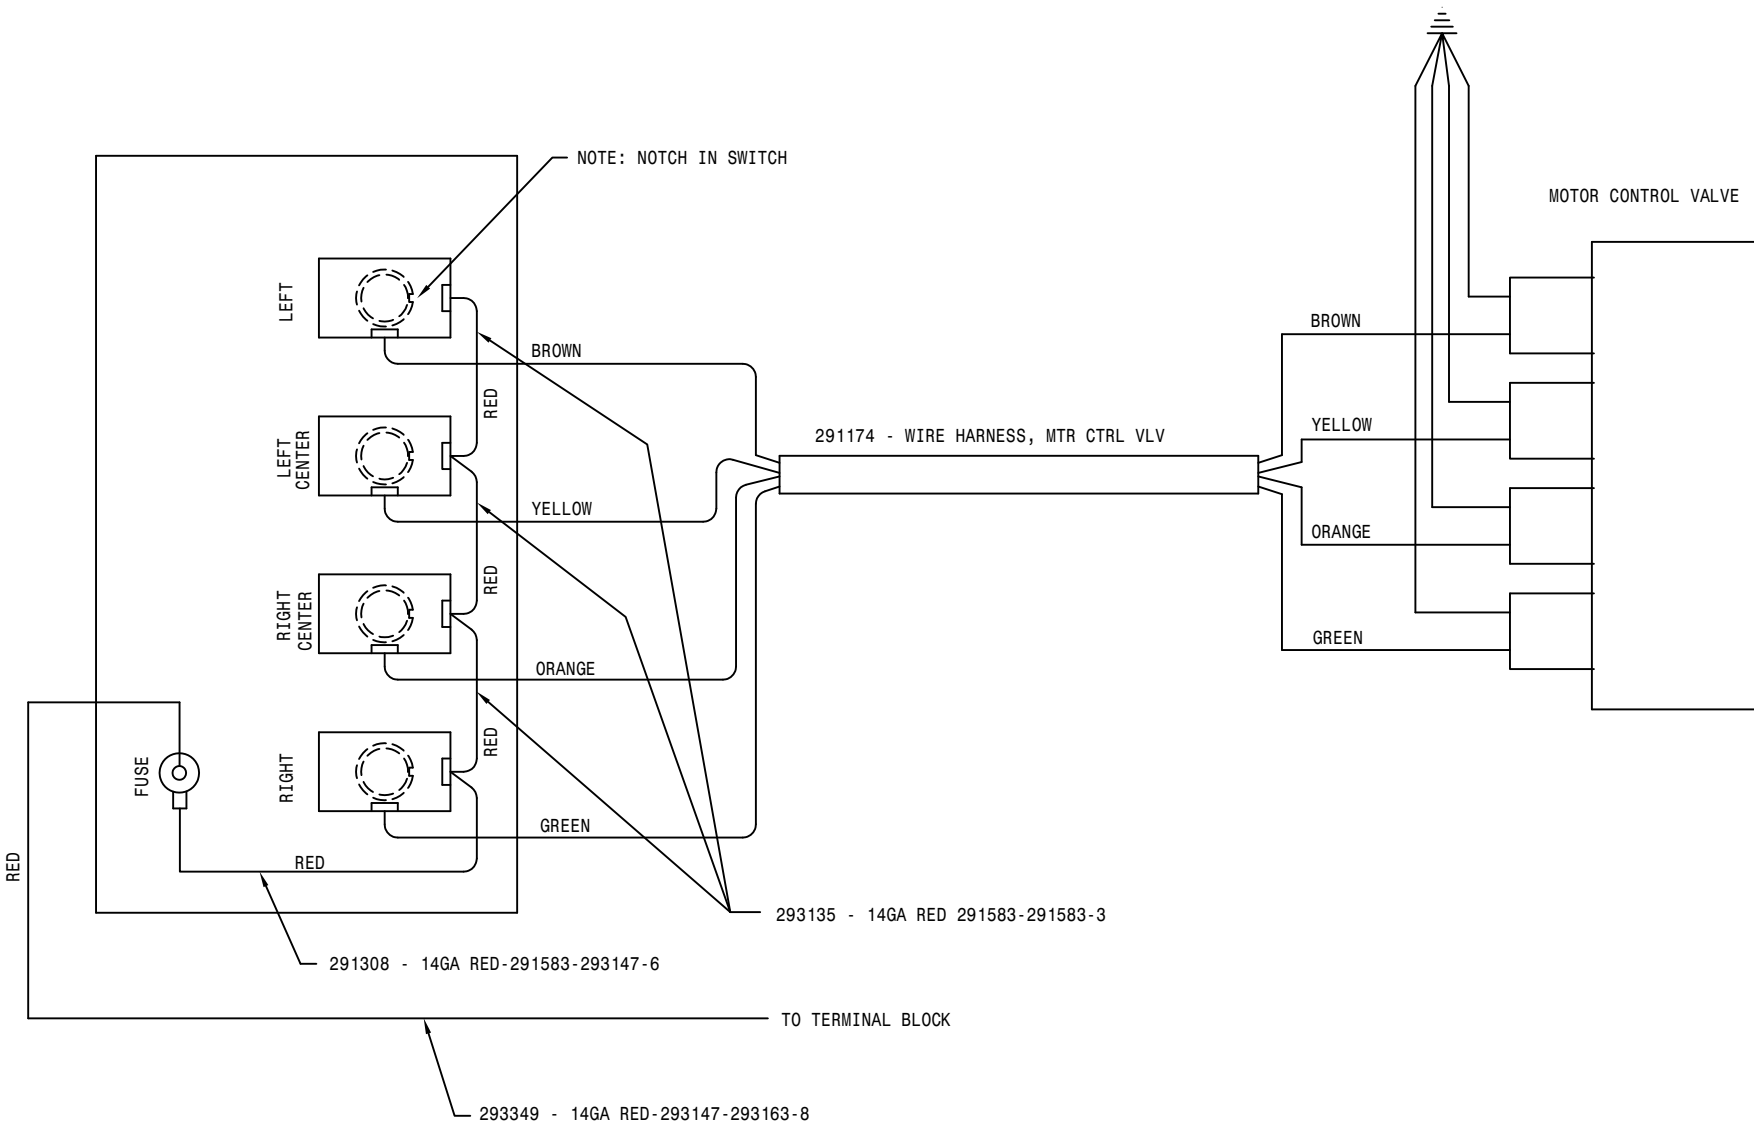 NOTE: NOTCH IN SWITCH
MOTOR CONTROL VALVE
LEFT
BROWN
BROWN
RED
LEFT
CENTER
291174 - WIRE HARNESS, MTR CTRL VLV
YELLOW
YELLOW
RED
ORANGE
RIGHT
CENTER
ORANGE
GREEN
RED
FUSE
RIGHT
GREEN
RED
RED
293135 - 14GA RED 291583-291583-3
291308 - 14GA RED-291583-293147-6
TO TERMINAL BLOCK
293349 - 14GA RED-293147-293163-8